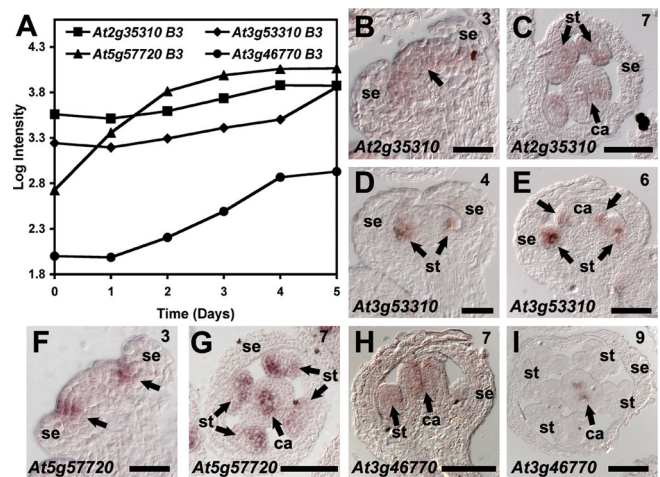 A
At2g35310 B3
At3g53310 B3
At5g57720 B3
At3g46770 B3
4.3
3.8
3.3
2.8
2.3
1.8
Log Intensity
0 1 2 3 4 5
Time (Days)
B 3
se
se
At2g35310
C 7
st
se
ca
At2g35310
D 4
se
se
st
At3g53310
E 6
ca
se
st
At3g53310
F 3
se
se
At5g57720
G 7
se
st
st
ca
At5g57720
H 7
se
st ca
At3g46770
I 9
st
se
st
st
st
ca
At3g46770